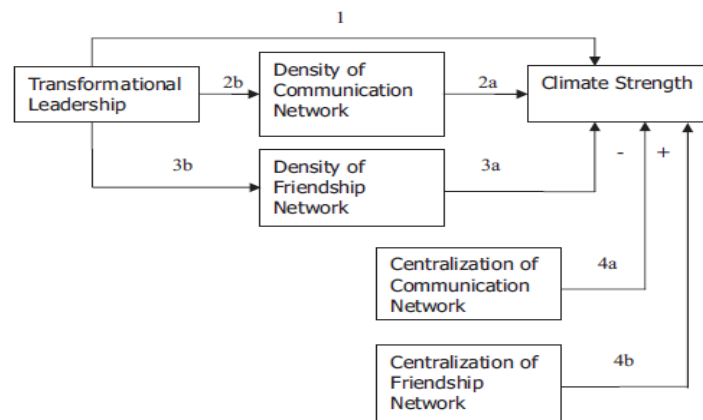 1
Transformational
Leadership
2b
Density of
Communication
Network
2a
Climate Strength
3b
Density of
Friendship
Network
3a
-
+
Centralization of
Communication
Network
4a
Centralization of
Friendship
Network
4b